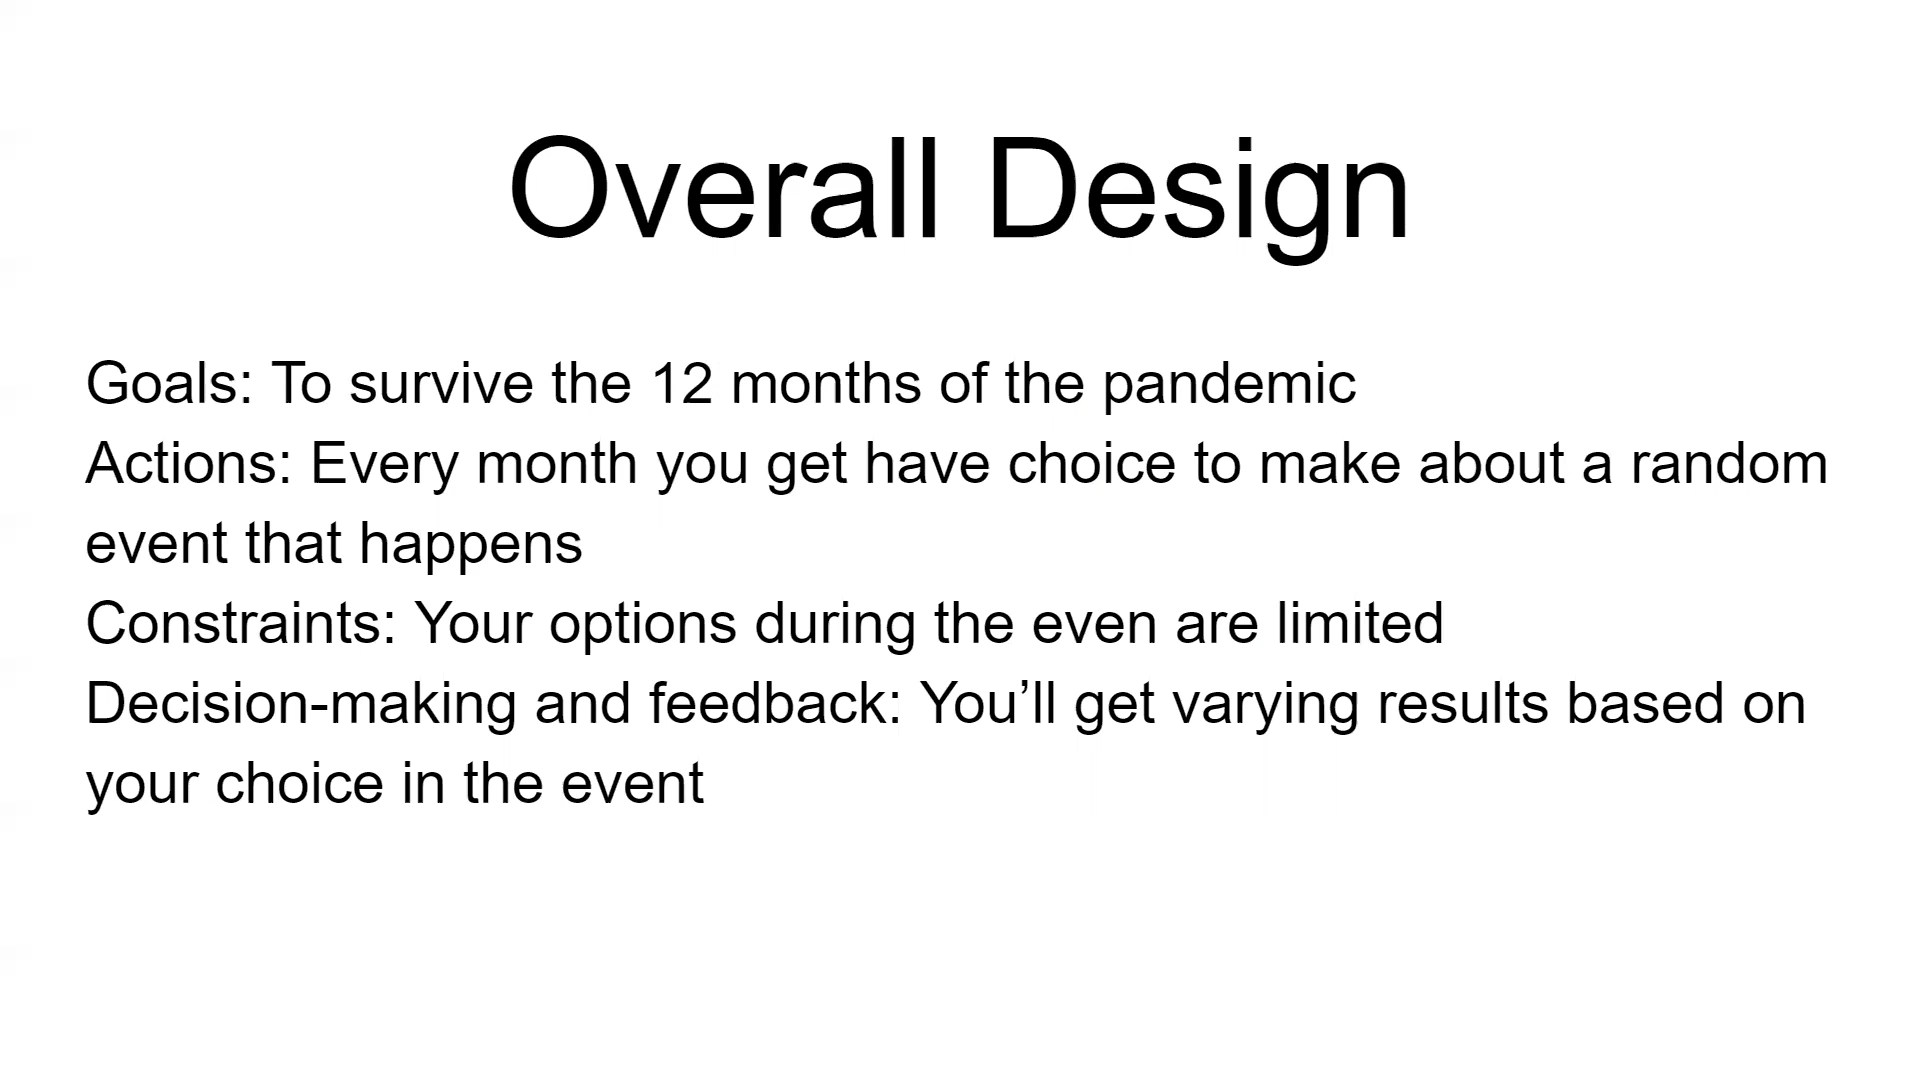 Overall Design
Goals: To survive the 12 months of the pandemic
Actions: Every month you get have choice to make about a random
event that happens
Constraints: Your options during the even are limited
Decision-making and feedback: You’ll get varying results based on
your choice in the event